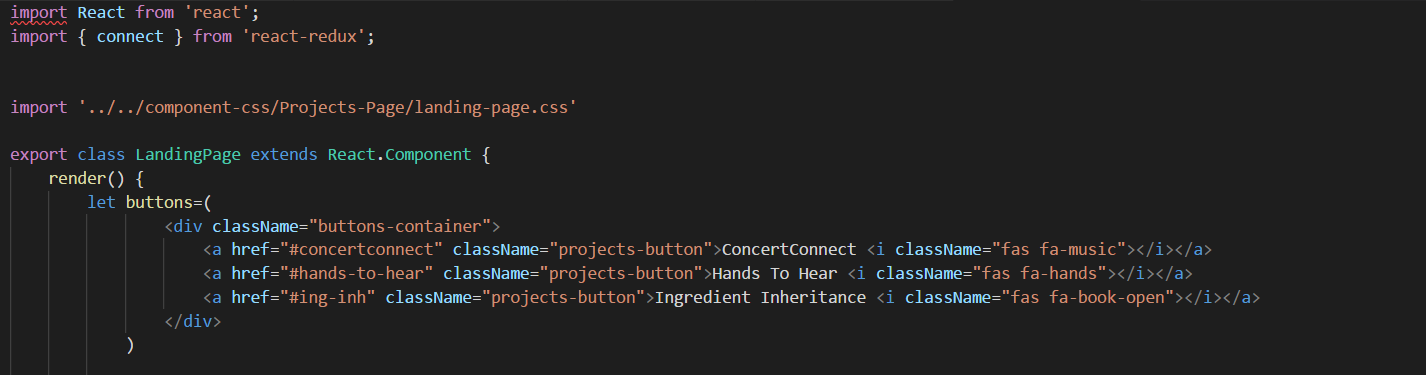 import React from 'react';
import { connect } from 'react-redux';
import '../../component-css/Projects-Page/landing-page.css'
export class LandingPage extends React.Component {
render() {
let buttons=(
<div className="buttons-container">
<a href="#concertconnect" className="projects-button">ConcertConnect <i className="fas fa-music"></i></a>
<a href="#hands-to-hear" className="projects-button">Hands To Hear <i className="fas fa-hands"></i></a>
<a href="#ing-inh" className="projects-button">Ingredient Inheritance <i className="fas fa-book-open"></i></a>
</div>
)